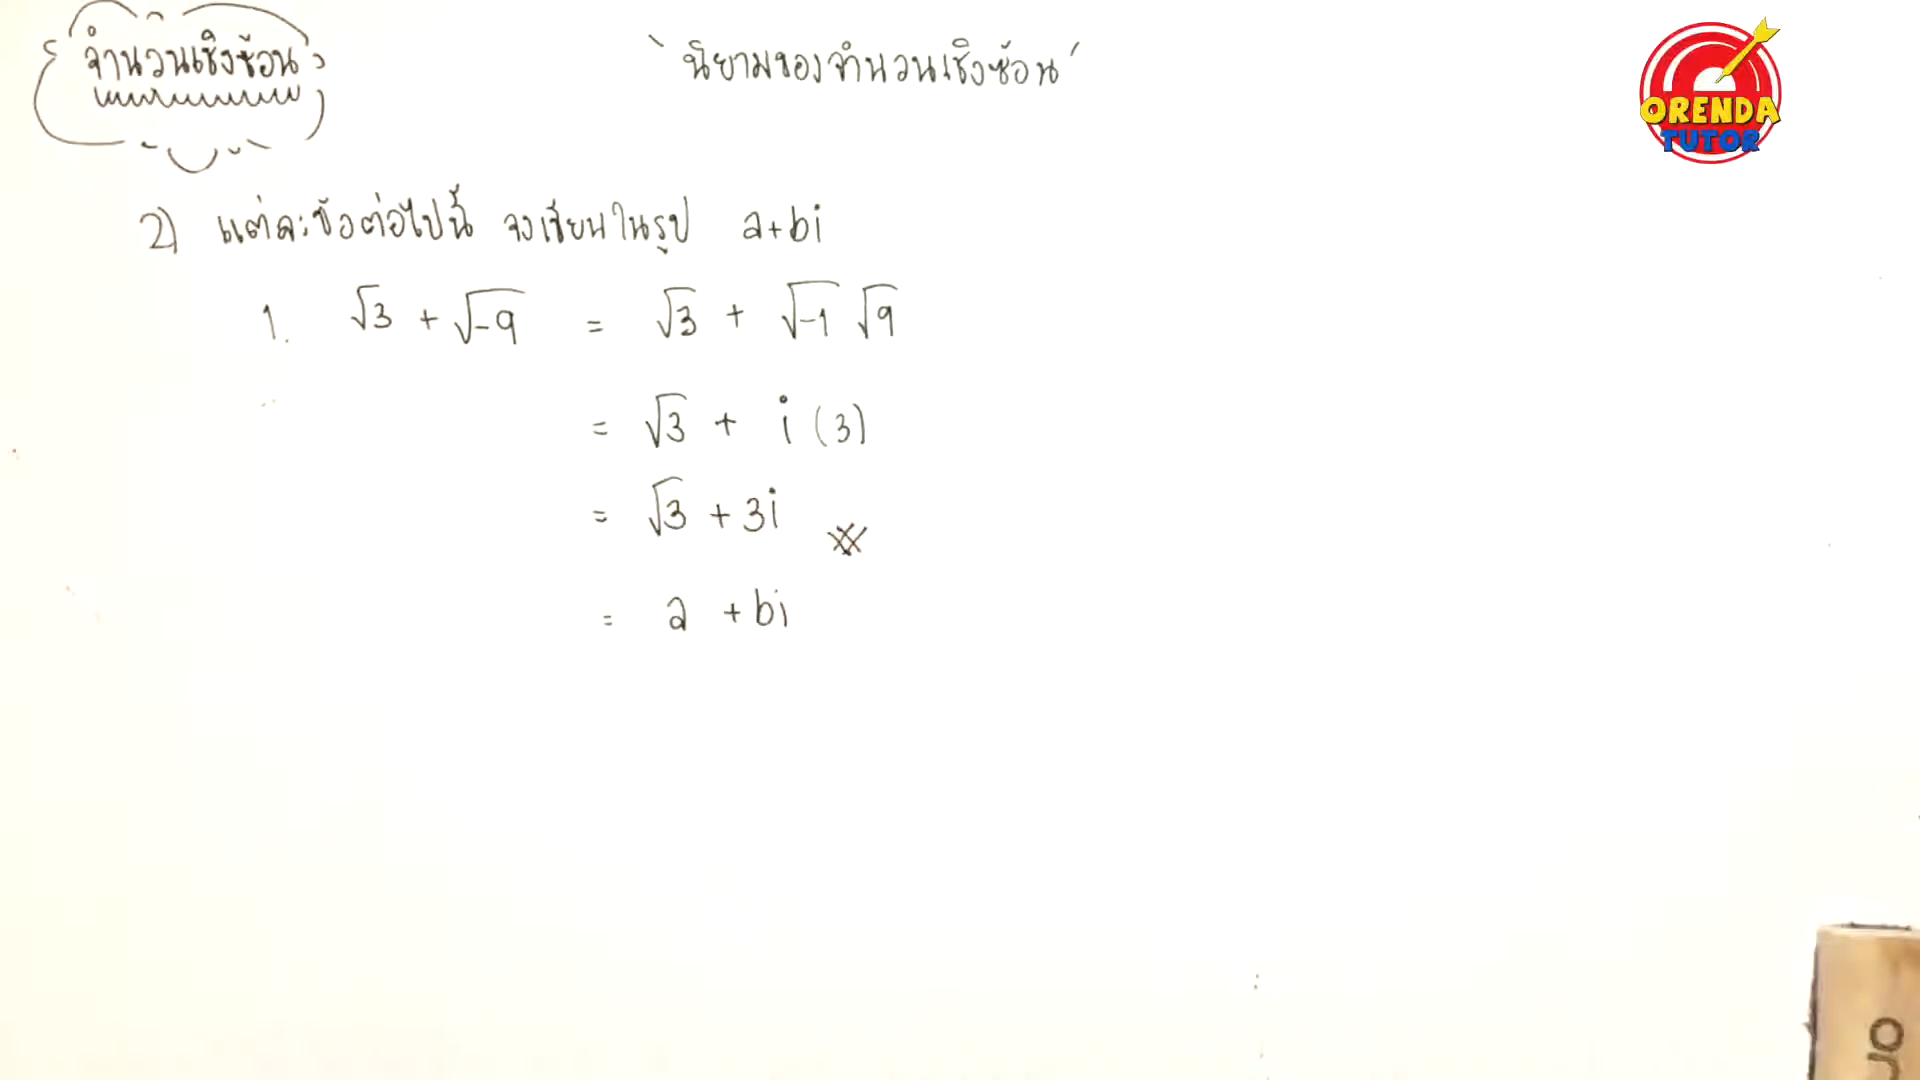 จำนวนเชิงซ้อน
` นิยามของจำนวนเชิงซ้อน ′
ORENDA
TUTOR
2) แต่ละข้อต่อไปนี้ จงเขียนในรูป a+bi
1. √3 + √-9 = √3 + √-1 √9
= √3 + i (3)
= √3 + 3i
= a + bi
or